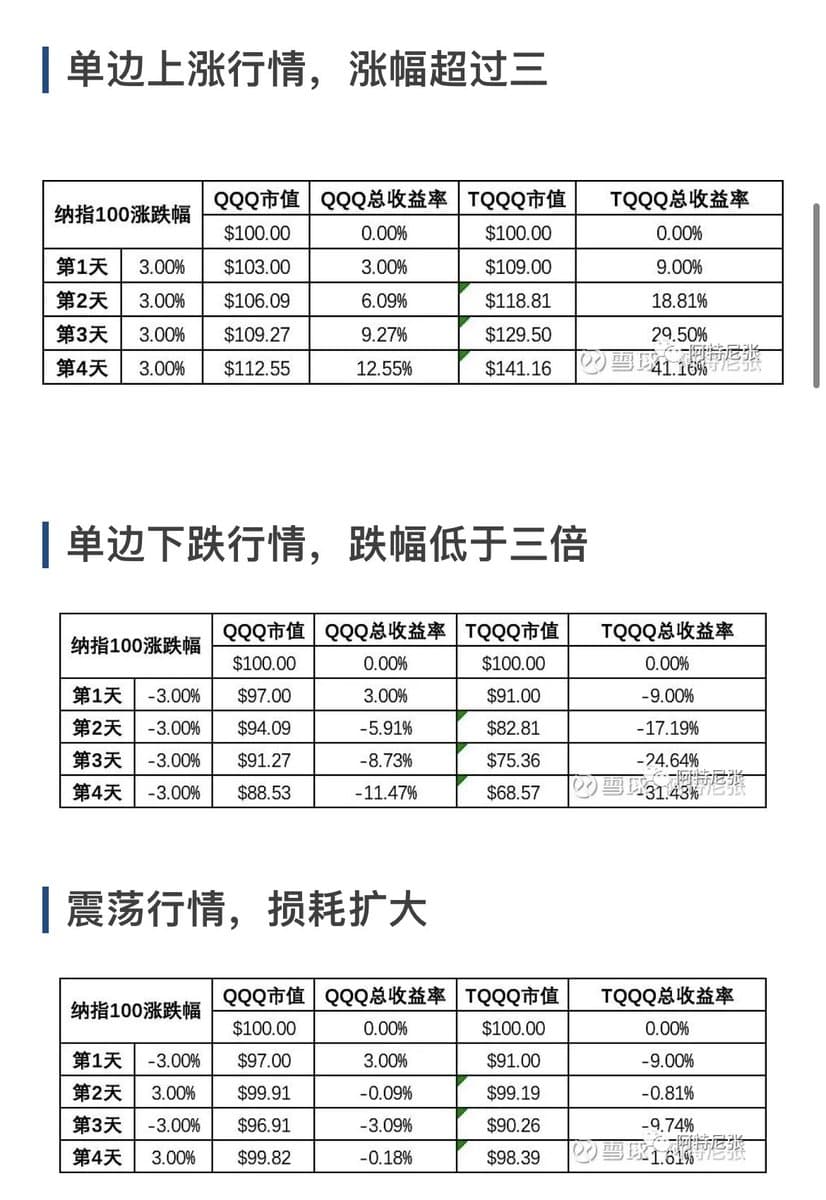 单边上涨行情，涨幅超过三
纳指100涨跌幅 QQQ市值 QQQ总收益率 TQQQ市值 TQQQ总收益率
$100.00 0.00% $100.00 0.00%
第1天 3.00% $103.00 3.00% $109.00 9.00%
第2天 3.00% $106.09 6.09% $118.81 18.81%
第3天 3.00% $109.27 9.27% $129.50 29.50%
第4天 3.00% $112.55 12.55% $141.16 41.16%
雪球 阿特尼张
单边下跌行情，跌幅低于三倍
纳指100涨跌幅 QQQ市值 QQQ总收益率 TQQQ市值 TQQQ总收益率
$100.00 0.00% $100.00 0.00%
第1天 -3.00% $97.00 3.00% $91.00 -9.00%
第2天 -3.00% $94.09 -5.91% $82.81 -17.19%
第3天 -3.00% $91.27 -8.73% $75.36 -24.64%
第4天 -3.00% $88.53 -11.47% $68.57 -31.43%
雪球 阿特尼张
震荡行情，损耗扩大
纳指100涨跌幅 QQQ市值 QQQ总收益率 TQQQ市值 TQQQ总收益率
$100.00 0.00% $100.00 0.00%
第1天 -3.00% $97.00 3.00% $91.00 -9.00%
第2天 3.00% $99.91 -0.09% $99.19 -0.81%
第3天 -3.00% $96.91 -3.09% $90.26 -9.74%
第4天 3.00% $99.82 -0.18% $98.39 -1.61%
雪球 阿特尼张